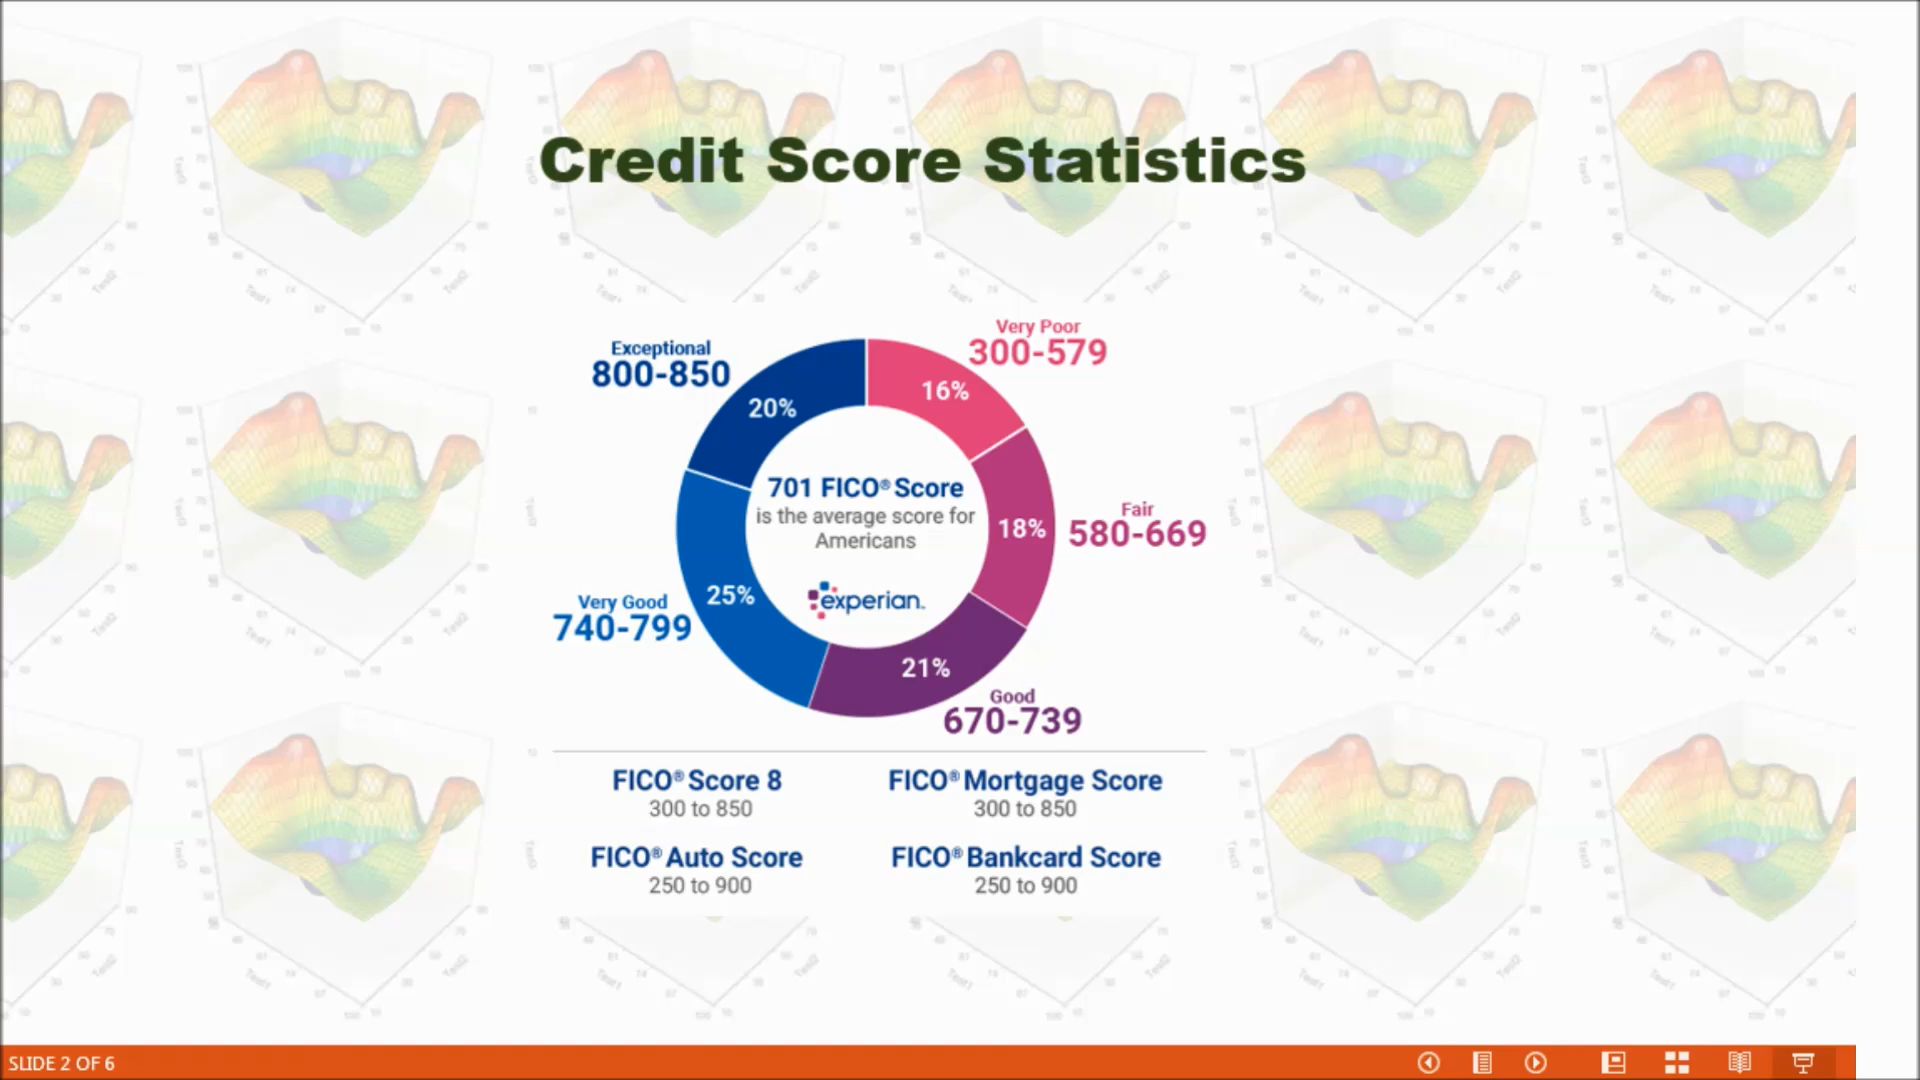 Credit Score Statistics
Exceptional
800-850
Very Poor
300-579
20%
16%
701 FICO® Score
is the average score for
Americans
experian.
18%
Fair
580-669
25%
Very Good
740-799
21%
Good
670-739
FICO® Score 8
300 to 850
FICO® Mortgage Score
300 to 850
FICO® Auto Score
250 to 900
FICO® Bankcard Score
250 to 900
SLIDE 2 OF 6